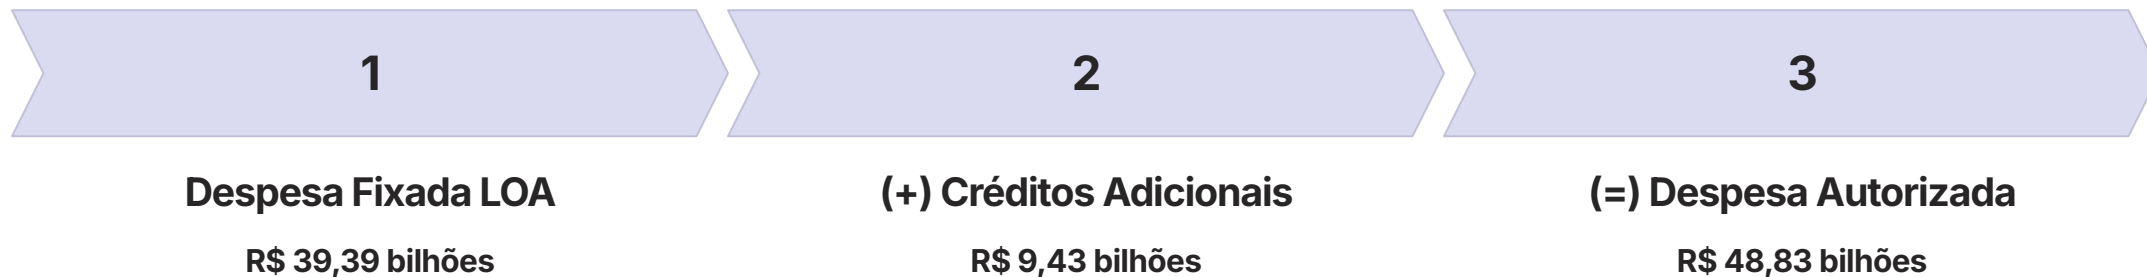 1
2
3
Despesa Fixada LOA
(+) Créditos Adicionais
(=) Despesa Autorizada
R$ 39,39 bilhões
R$ 9,43 bilhões
R$ 48,83 bilhões